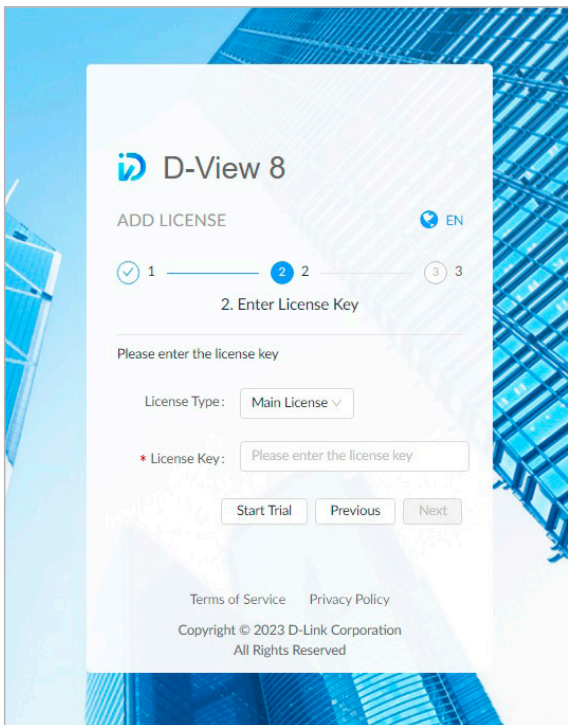 D-View 8
ADD LICENSE EN
1 2 2 3 3
2. Enter License Key
Please enter the license key
License Type: Main License
* License Key: Please enter the license key
Start Trial Previous Next
Terms of Service Privacy Policy
Copyright © 2023 D-Link Corporation
All Rights Reserved